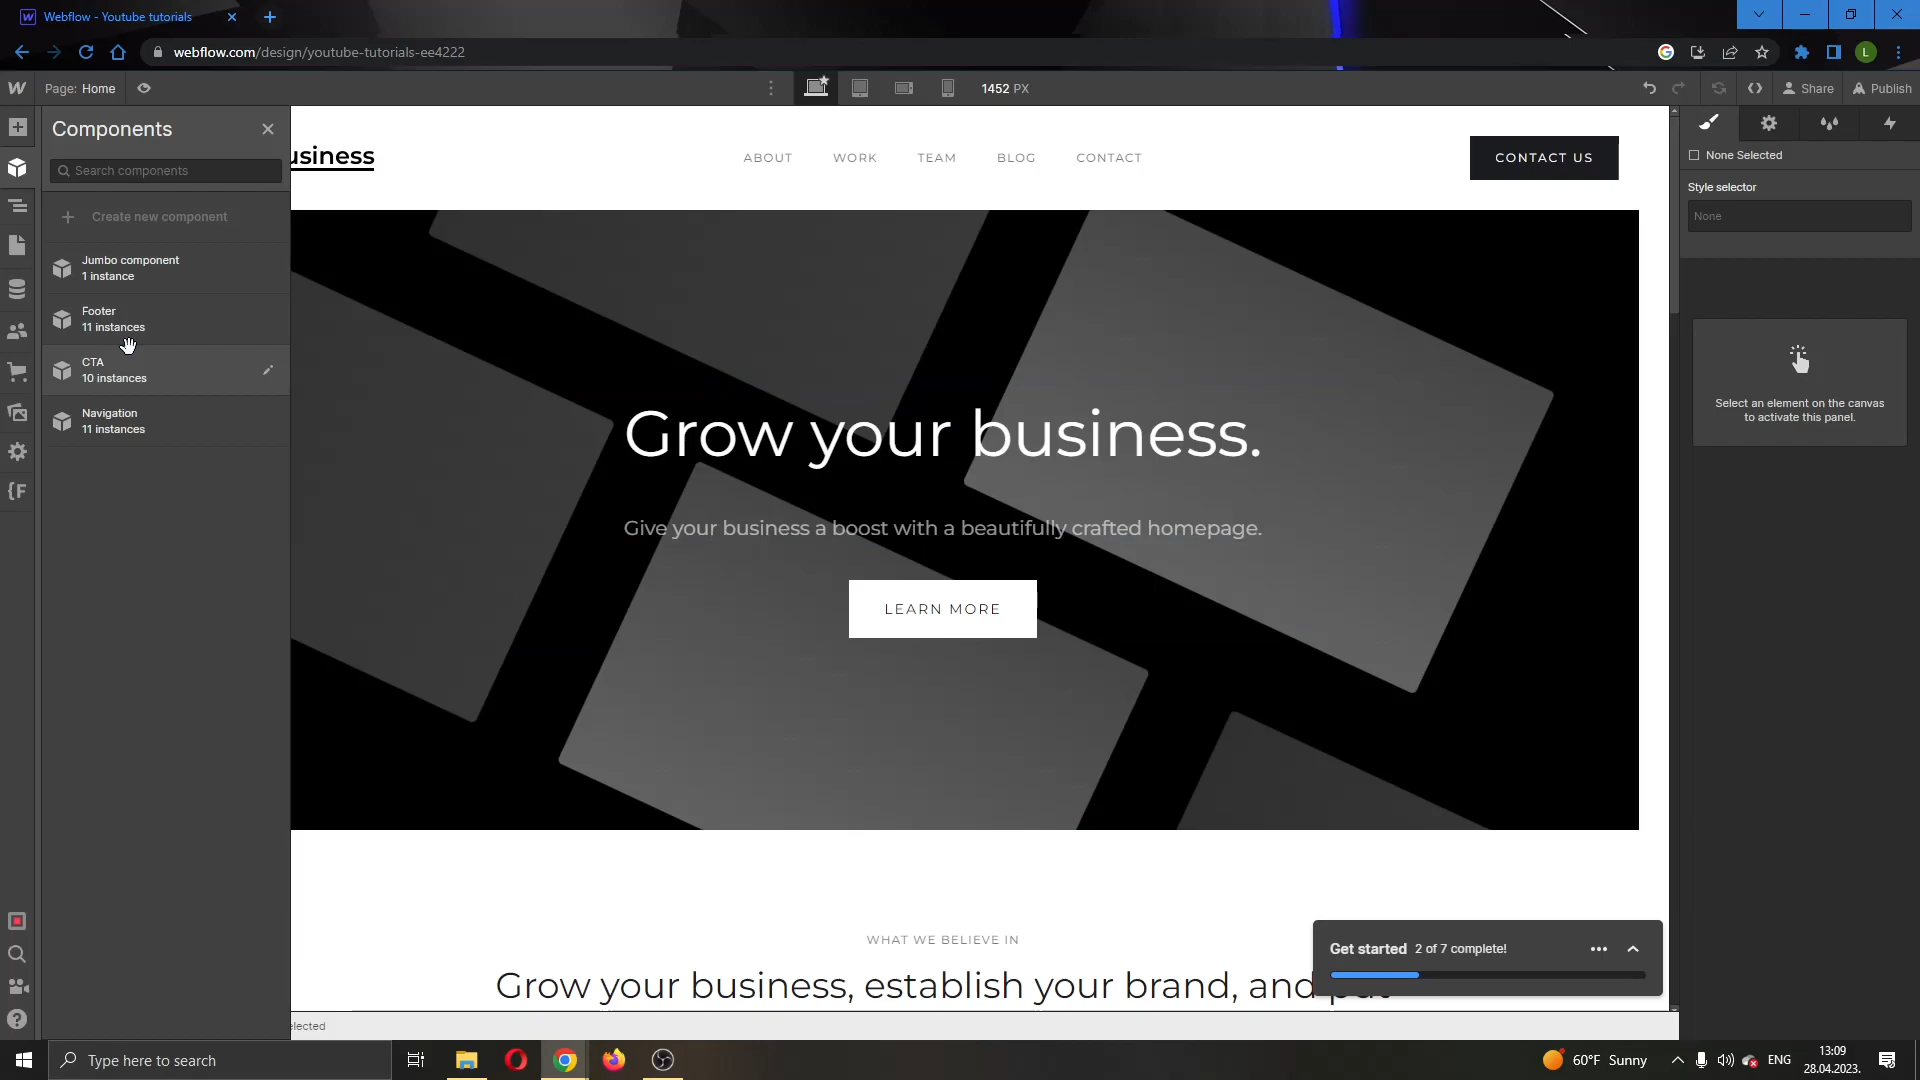 Webflow - Youtube tutorials
webflow.com/design/youtube-tutorials-ee4222
L
Page: Home
1452 PX
Share
Publish
Components
Search components
Create new component
Jumbo component
1 instance
Footer
11 instances
CTA
10 instances
Navigation
11 instances
usiness
ABOUT
WORK
TEAM
BLOG
CONTACT
CONTACT US
Grow your business.
Give your business a boost with a beautifully crafted homepage.
LEARN MORE
WHAT WE BELIEVE IN
Grow your business, establish your brand, and put
None Selected
Style selector
None
Select an element on the canvas
to activate this panel.
Get started 2 of 7 complete!
elected
Type here to search
60°F Sunny
ENG
13:09
28.04.2023.